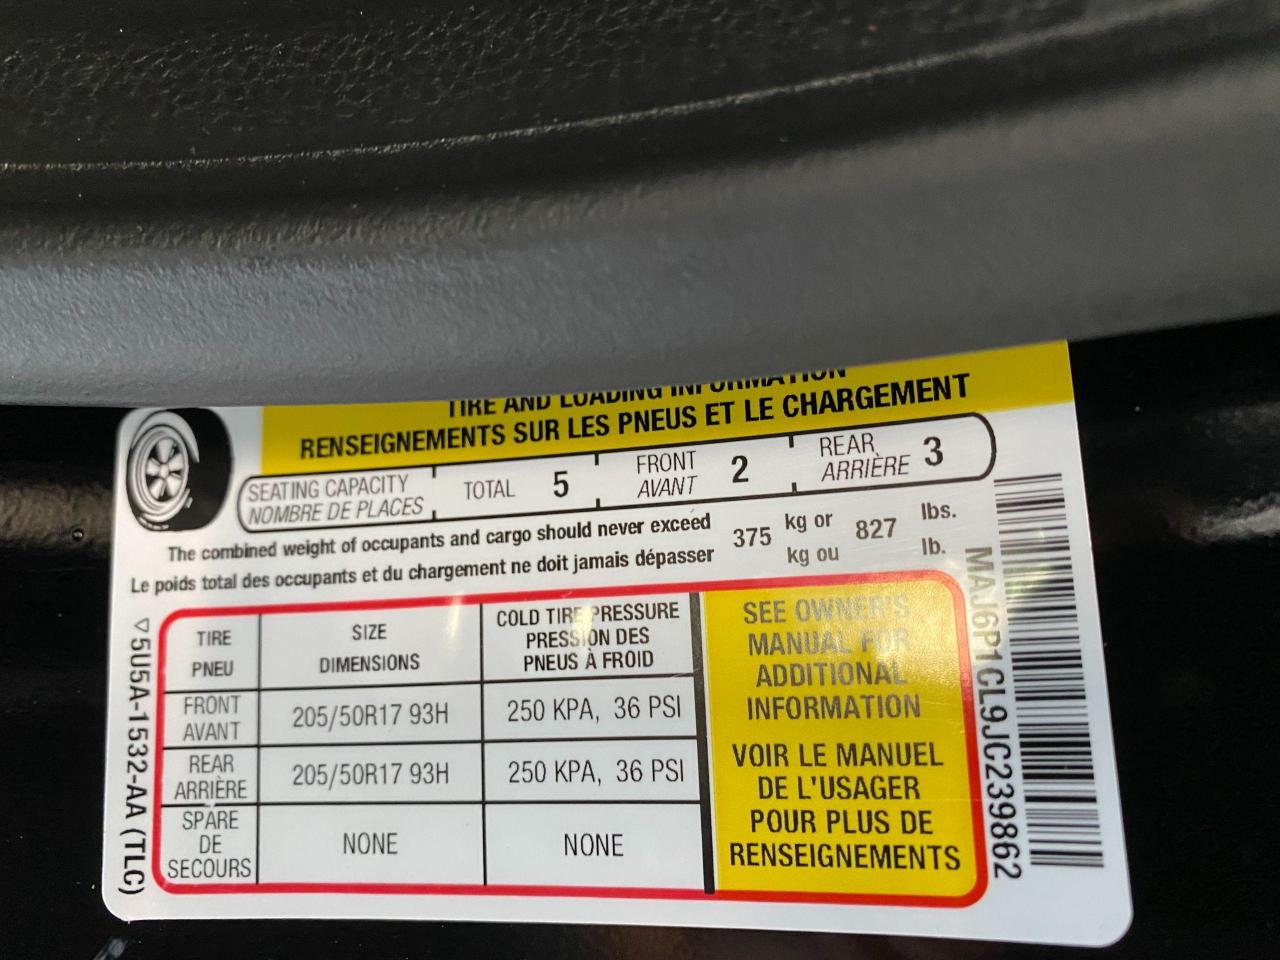 TIRE AND LOADING INFORMATION
RENSEIGNEMENTS SUR LES PNEUS ET LE CHARGEMENT
SEATING CAPACITY
NOMBRE DE PLACES
TOTAL 5
FRONT
AVANT
2
REAR
ARRIÈRE
3
The combined weight of occupants and cargo should never exceed 375 kg or 827 lbs.
Le poids total des occupants et du chargement ne doit jamais dépasser kg ou lb.
TIRE
PNEU
SIZE
DIMENSIONS
COLD TIRE PRESSURE
PRESSION DES
PNEUS À FROID
FRONT
AVANT
205/50R17 93H
250 KPA, 36 PSI
REAR
ARRIÈRE
205/50R17 93H
250 KPA, 36 PSI
SPARE
DE
SECOURS
NONE
NONE
SEE OWNER'S
MANUAL FOR
ADDITIONAL
INFORMATION
VOIR LE MANUEL
DE L'USAGER
POUR PLUS DE
RENSEIGNEMENTS
▽5U5A-1532-AA (TLC)
MAJ6P1CL9JC239862